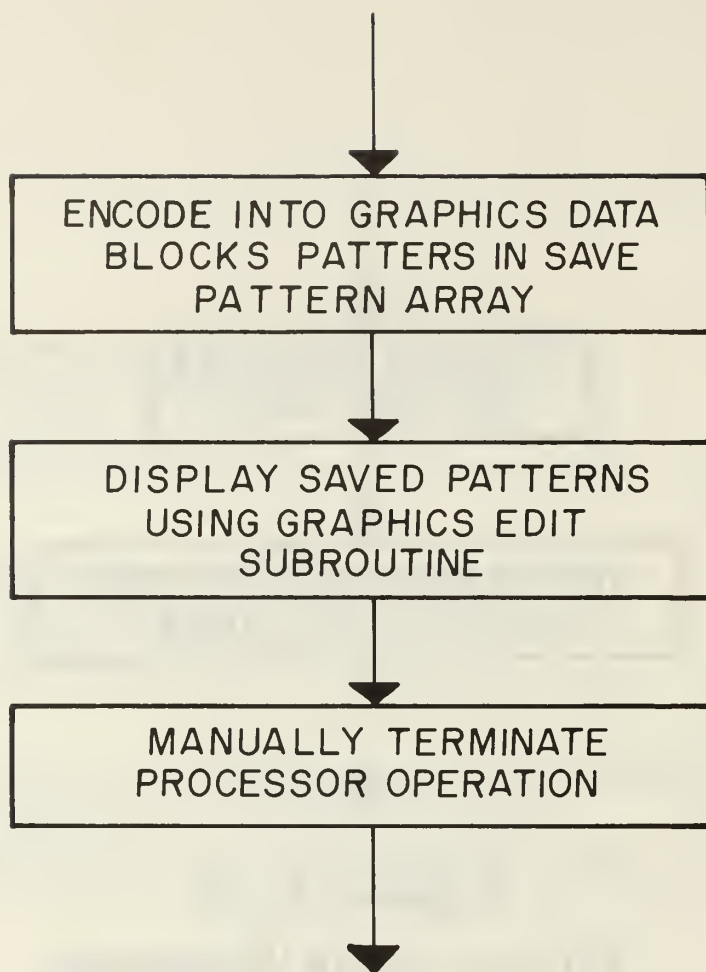 ENCODE INTO GRAPHICS DATA
BLOCKS PATTERS IN SAVE
PATTERN ARRAY
DISPLAY SAVED PATTERNS
USING GRAPHICS EDIT
SUBROUTINE
MANUALLY TERMINATE
PROCESSOR OPERATION